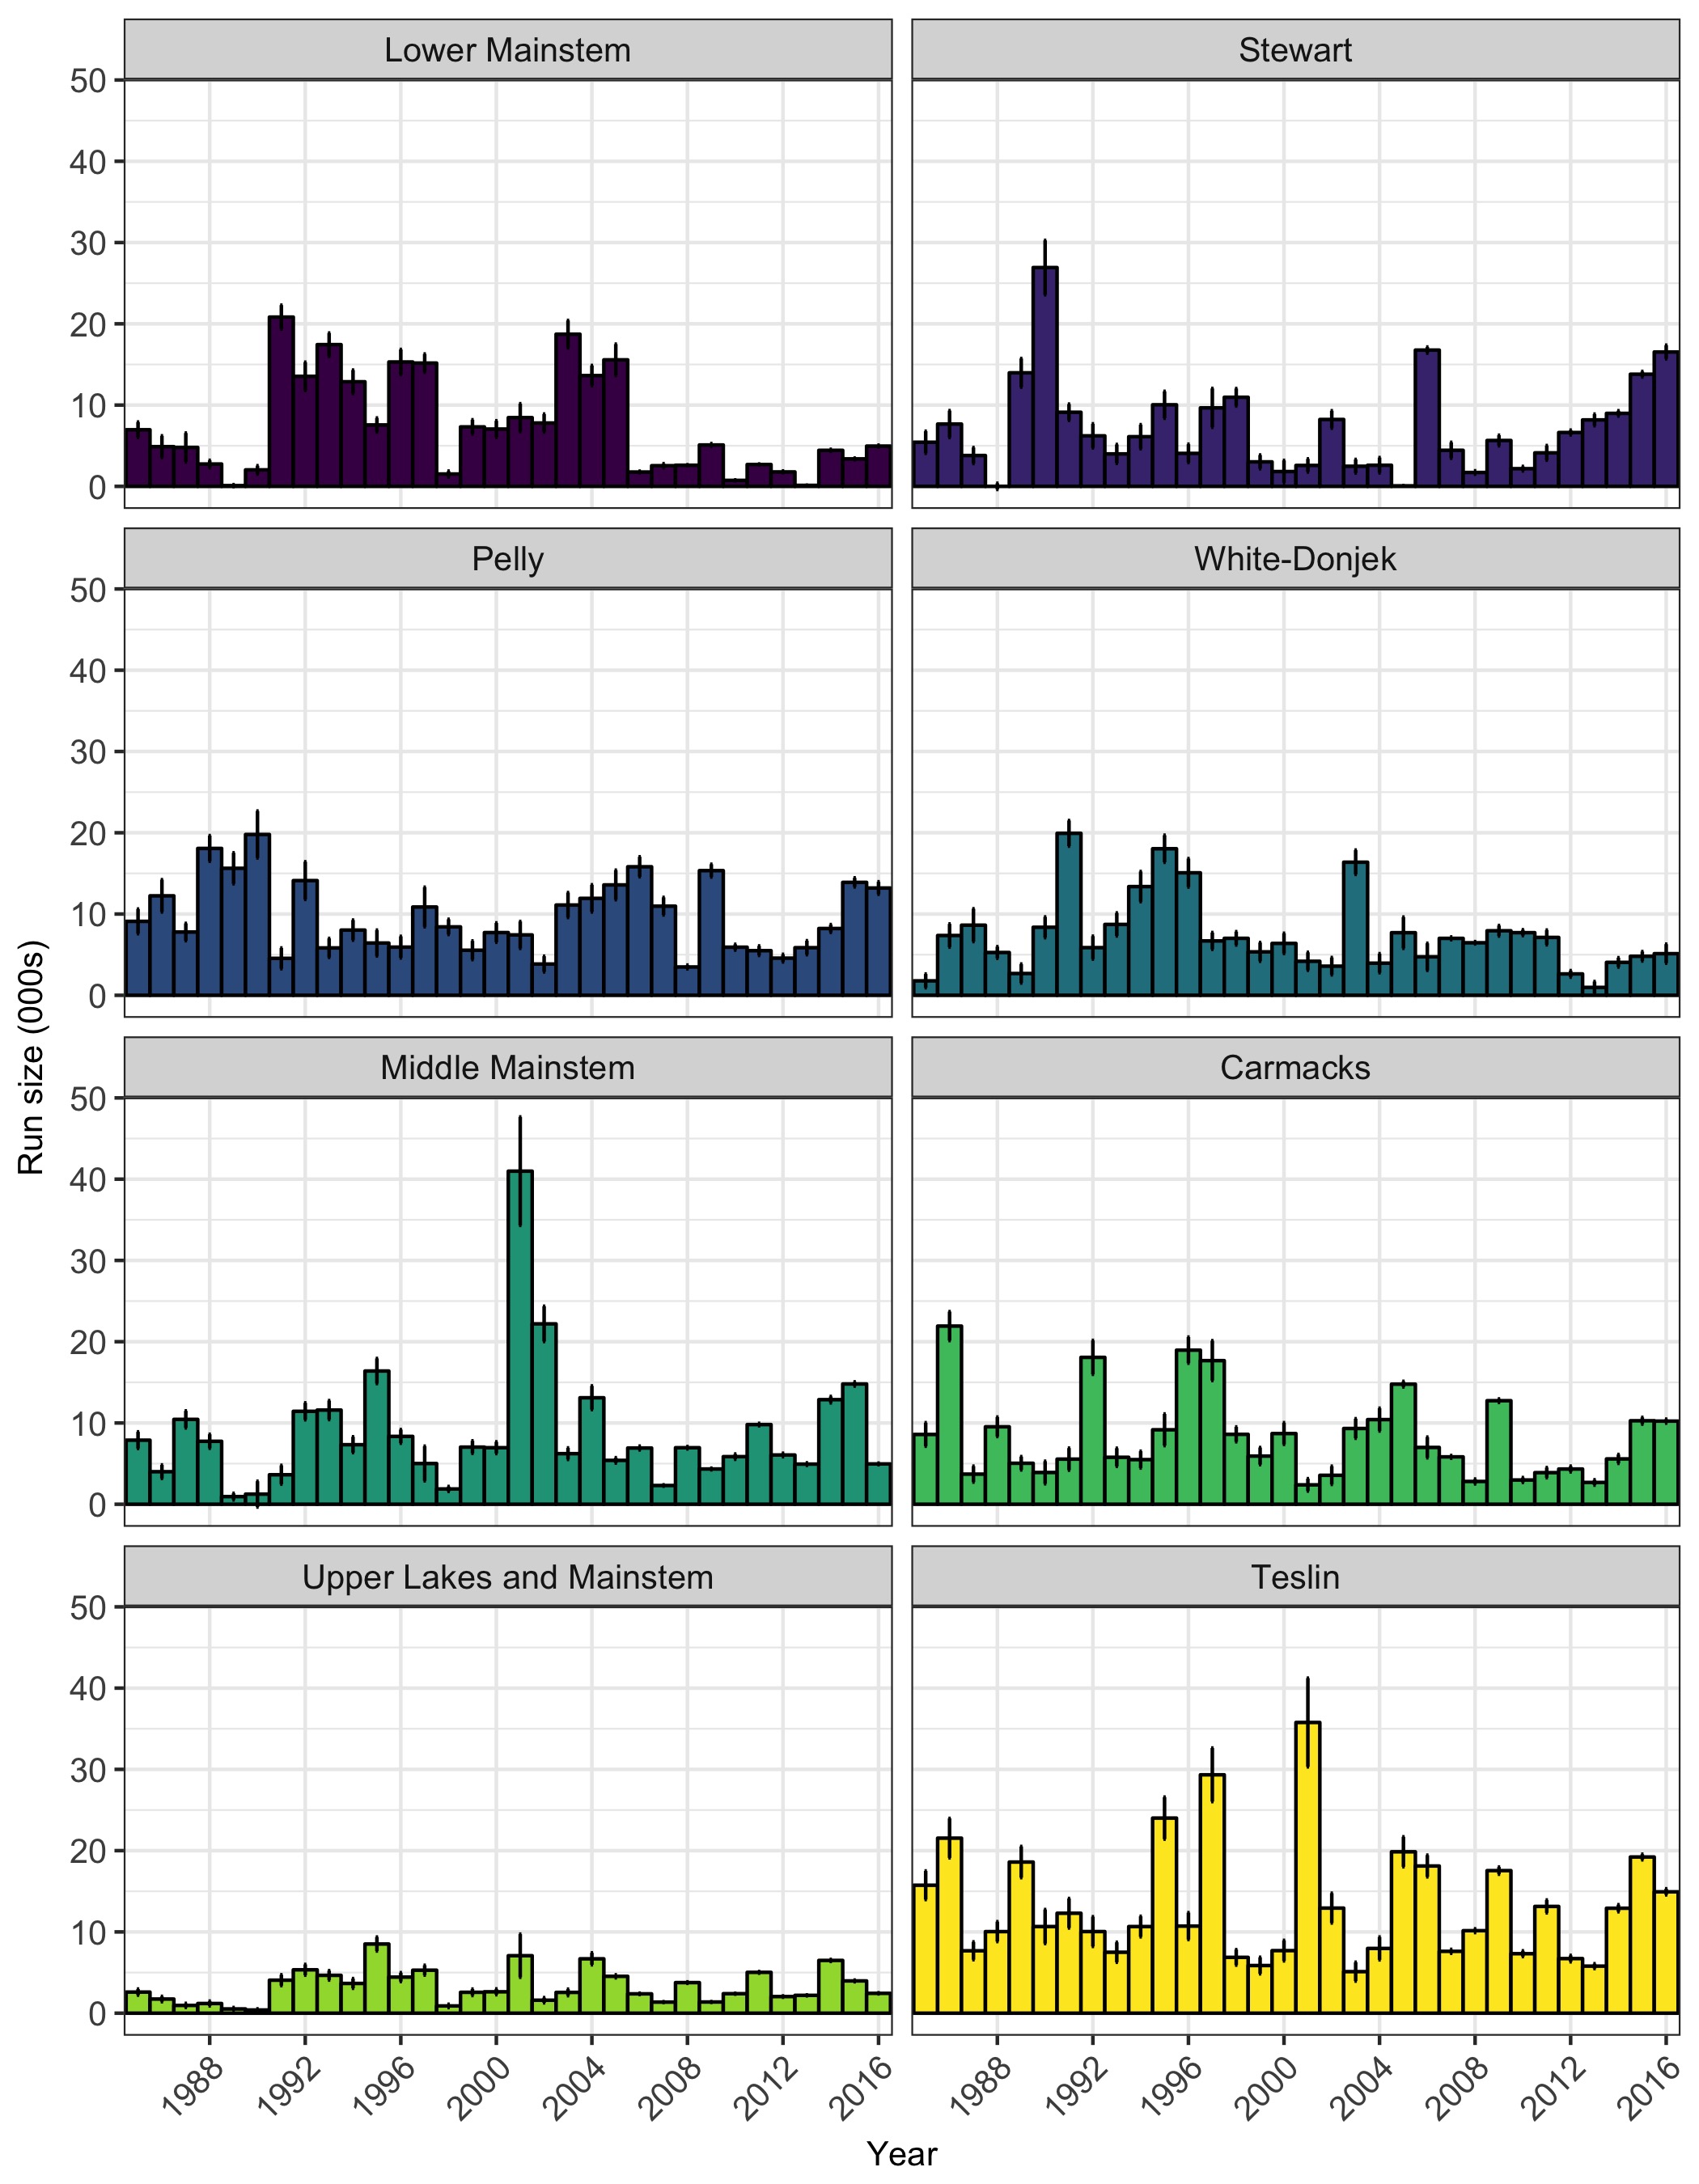 Lower Mainstem
Stewart
50
40
30
20
10
0
Pelly
White-Donjek
50
40
30
20
10
0
Middle Mainstem
Carmacks
50
40
30
20
10
0
Upper Lakes and Mainstem
Teslin
50
40
30
20
10
0
Run size (000s)
1988 1992 1996 2000 2004 2008 2012 2016
1988 1992 1996 2000 2004 2008 2012 2016
Year